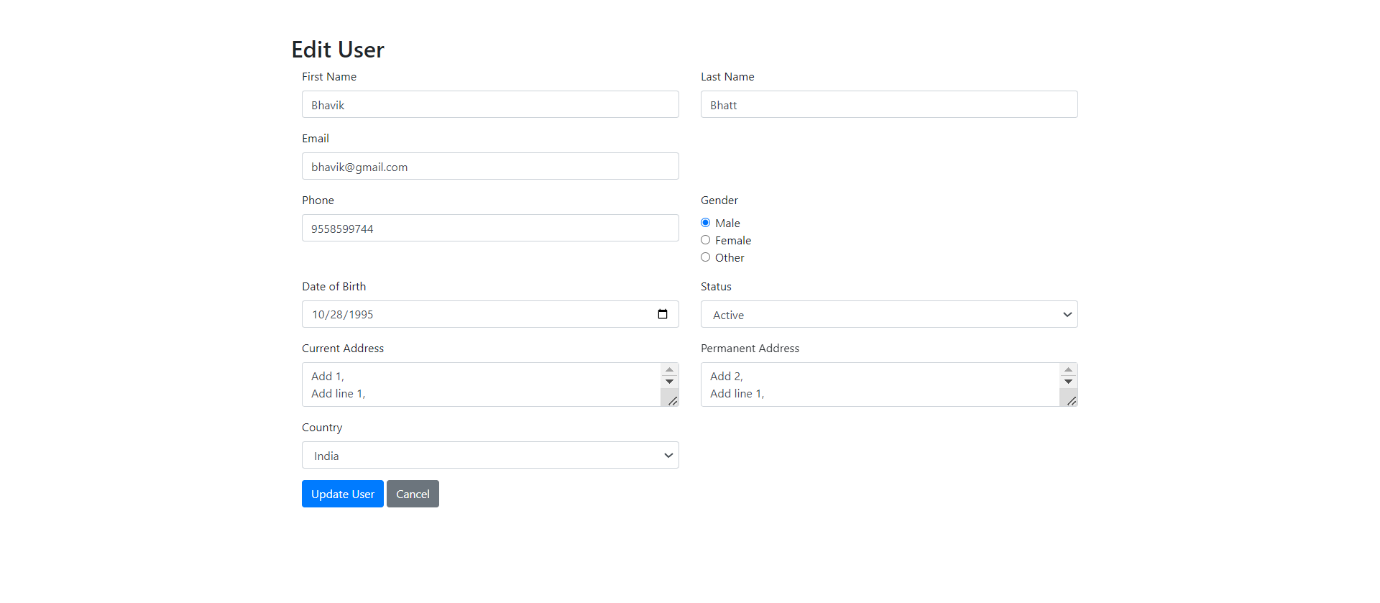 Edit User
First Name
Last Name
Bhavik
Bhatt
Email
bhavik@gmail.com
Phone
Gender
9558599744
Male
Female
Other
Date of Birth
Status
10/28/1995
Active
Current Address
Permanent Address
Add 1,
Add line 1,
Add 2,
Add line 1,
Country
India
Update User
Cancel